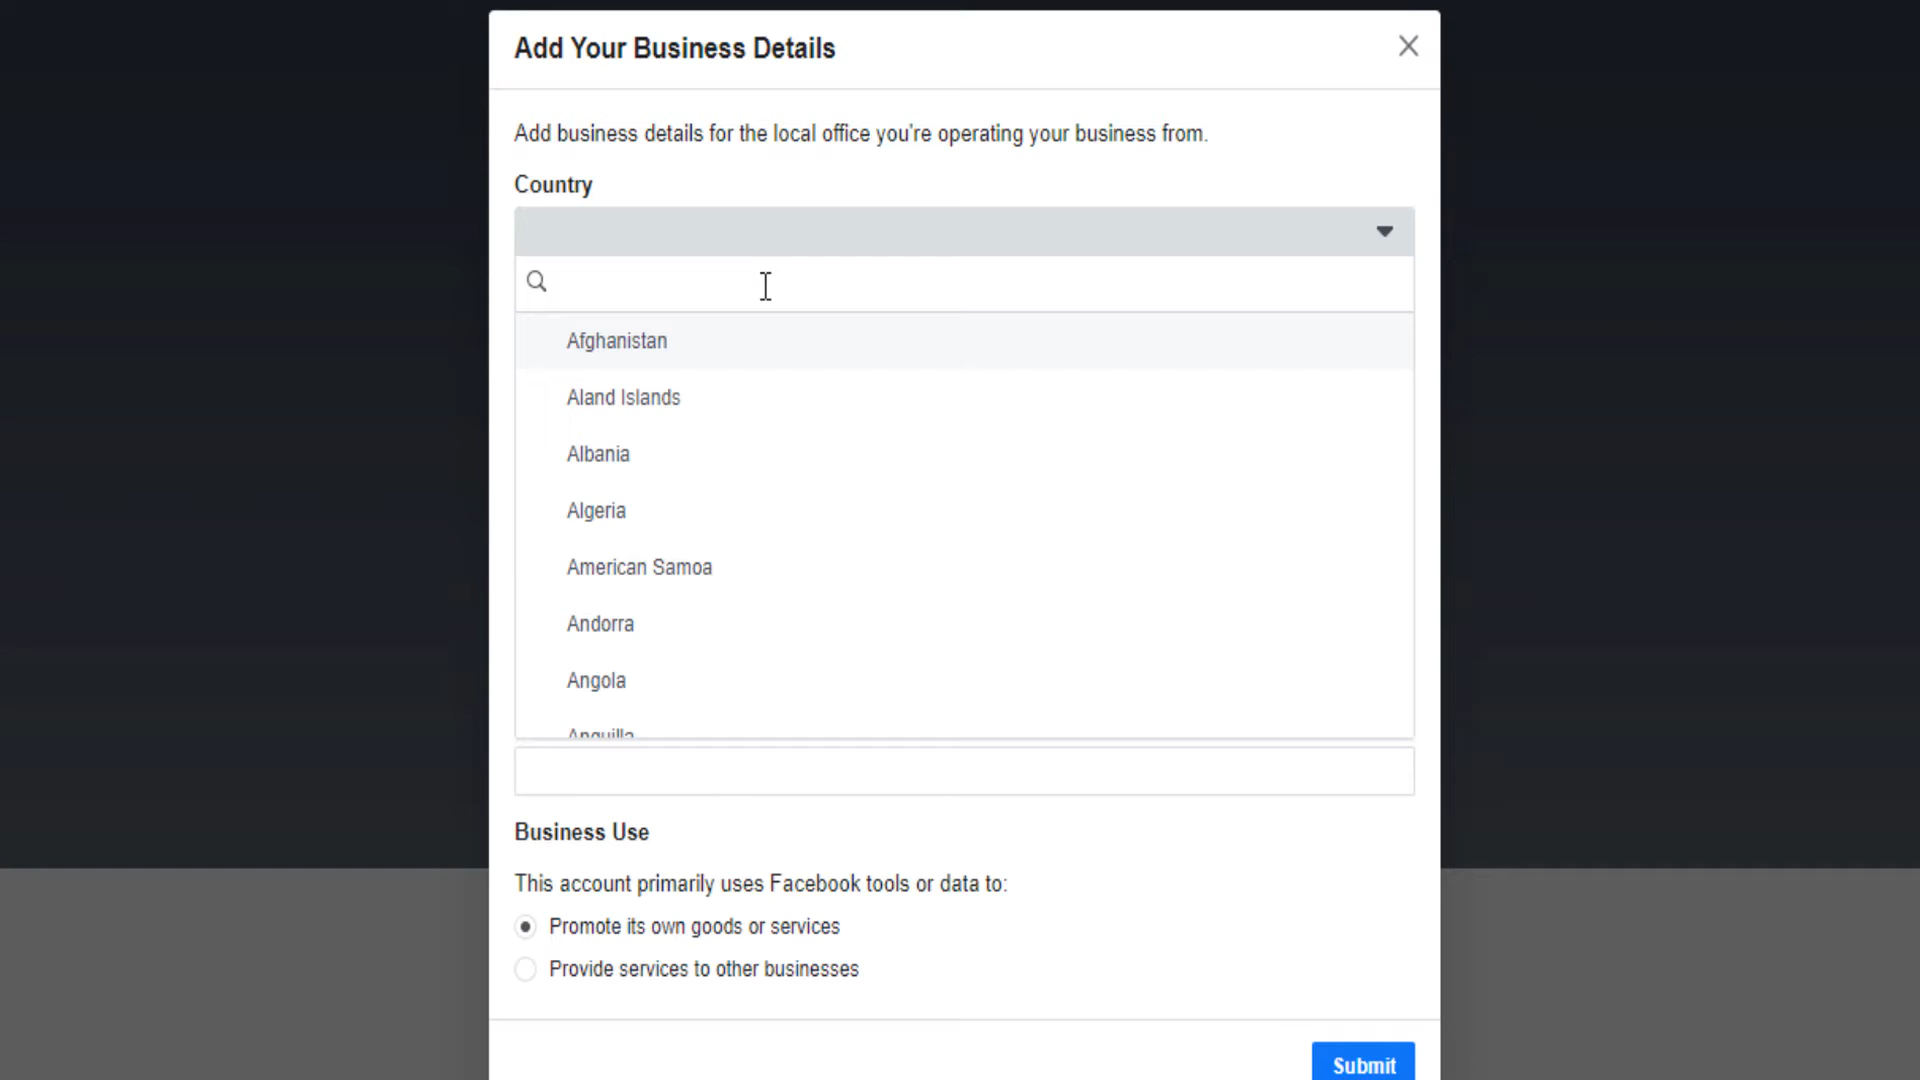 Add Your Business Details
Add business details for the local office you're operating your business from.
Country
Afghanistan
Aland Islands
Albania
Algeria
American Samoa
Andorra
Angola
Anguilla
Business Use
This account primarily uses Facebook tools or data to:
Promote its own goods or services
Provide services to other businesses
Submit